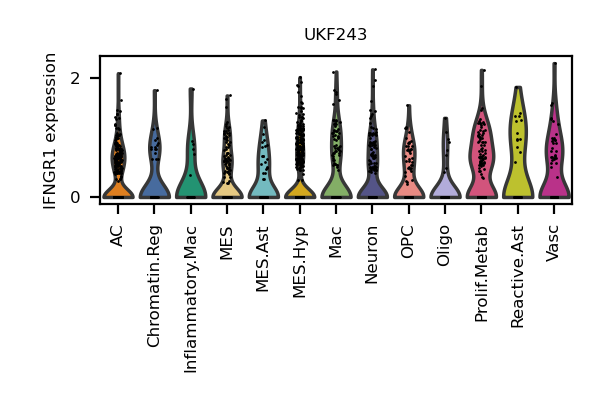 UKF243
IFNGR1 expression
2
0
AC
Chromatin.Reg
Inflammatory.Mac
MES
MES.Ast
MES.Hyp
Mac
Neuron
OPC
Oligo
Prolif.Metab
Reactive.Ast
Vasc